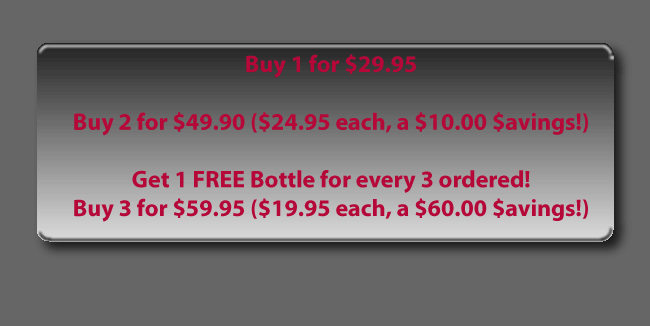 Buy 1 for $29.95
Buy 2 for $49.90 ($24.95 each, a $10.00 $avings!)
Get 1 FREE Bottle for every 3 ordered!
Buy 3 for $59.95 ($19.95 each, a $60.00 $avings!)